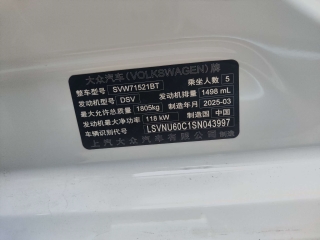 大众汽车(VOLKSWAGEN)牌
整车型号 SVW71521BT 乘坐人数 5
发动机型号 DSV 发动机排量 1498 mL
最大允许总质量 1805kg 制造年月 2025-03
发动机最大净功率 118 kW 制造国 中国
车辆识别代号 LSVNU60C1SN043997
上汽大众汽车有限公司制造